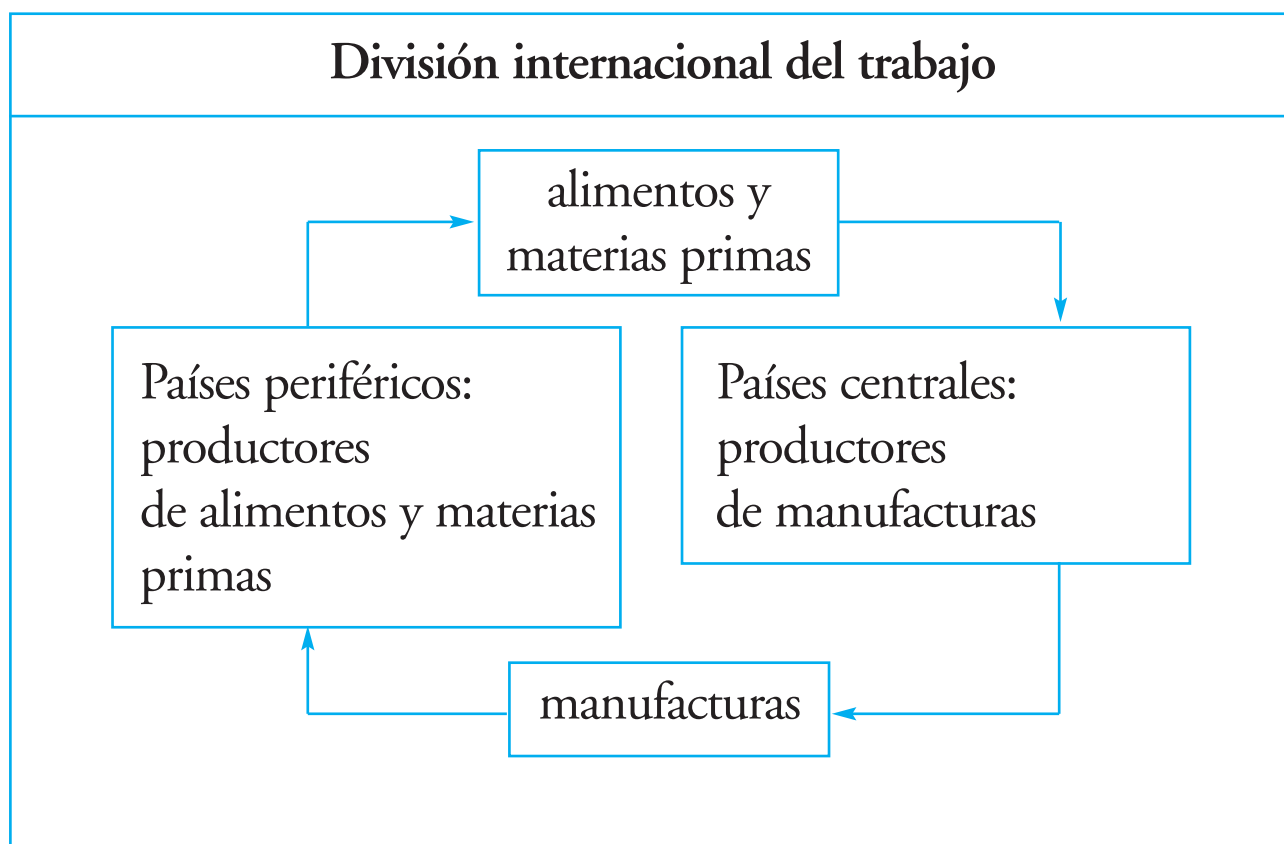 División internacional del trabajo
alimentos y
materias primas
Países periféricos:
productores
de alimentos y materias
primas
Países centrales:
productores
de manufacturas
manufacturas